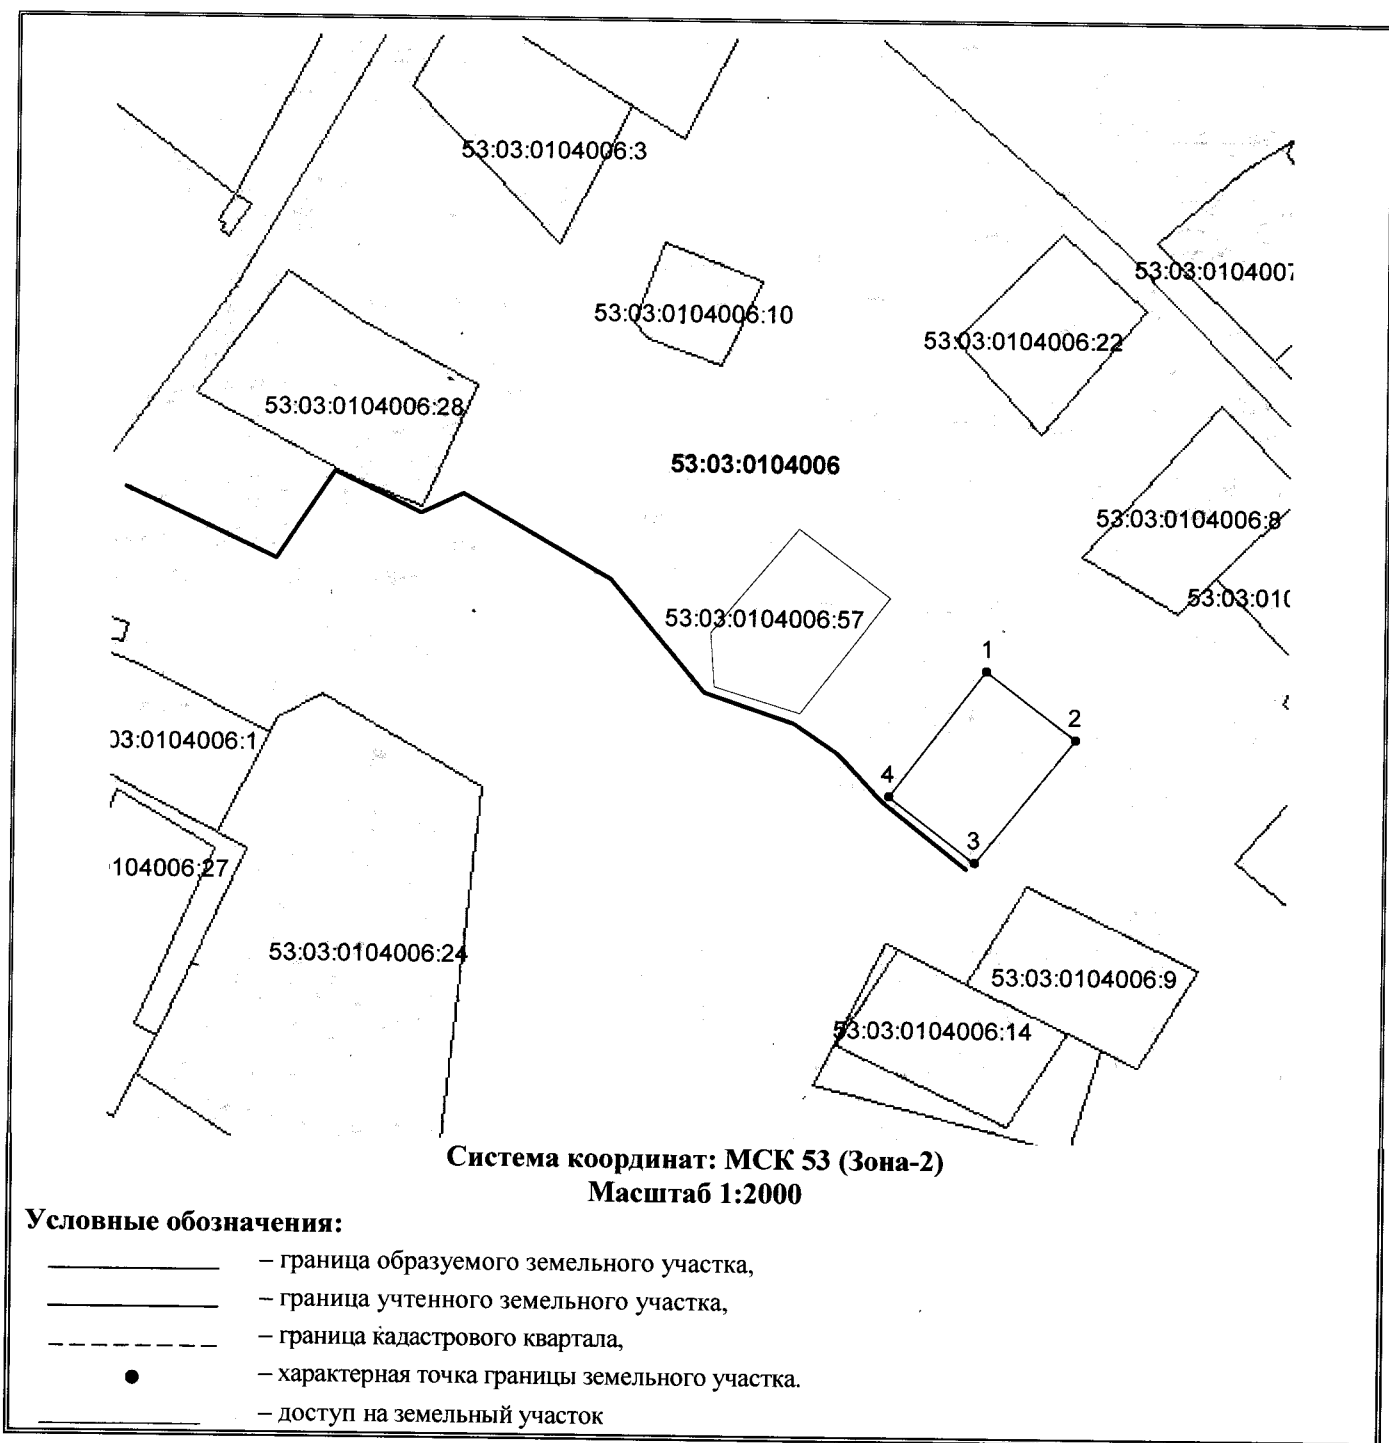 53:03:0104006:3
53:03:0104007
53:03:0104006:10
53:03:0104006:22
53:03:0104006:28
53:03:0104006
53:03:0104006:8
53:03:010
53:03:0104006:57
1
2
03:0104006:1
4
3
104006:27
53:03:0104006:24
53:03:0104006:9
53:03:0104006:14
Система координат: МСК 53 (Зона-2)
Масштаб 1:2000
Условные обозначения:
– граница образуемого земельного участка,
– граница учтенного земельного участка,
– граница кадастрового квартала,
– характерная точка границы земельного участка.
– доступ на земельный участок